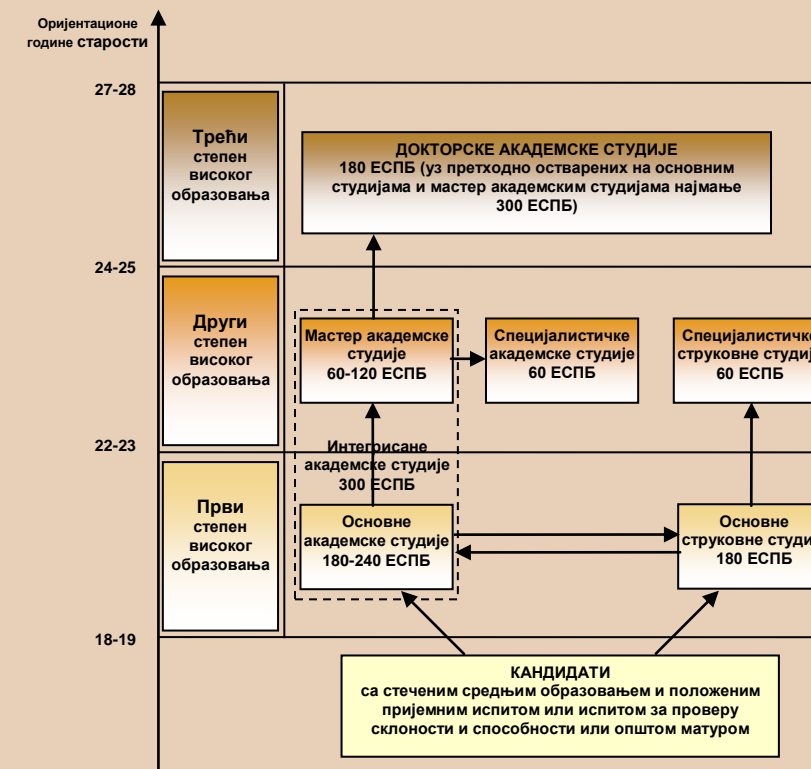 Оријентационе
године старости
27-28
Трећи
степен
високог
образовања
ДОКТОРСКЕ АКАДЕМСКЕ СТУДИЈЕ
180 ЕСПБ (уз претходно остварених на основним
студијама и мастер академским студијама најмање
300 ЕСПБ)
24-25
Други
степен
високог
образовања
Мастер академске
студије
60-120 ЕСПБ
Специјалистичке
академске студије
60 ЕСПБ
Специјалистичке
струковне студиј
60 ЕСПБ
22-23
Интегрисане
академске студије
300 ЕСПБ
Први
степен
високог
образовања
Основне
академске студије
180-240 ЕСПБ
Основне
струковне студи
180 ЕСПБ
18-19
КАНДИДАТИ
са стеченим средњим образовањем и положеним
пријемним испитом или испитом за проверу
склоности и способности или општом матуром